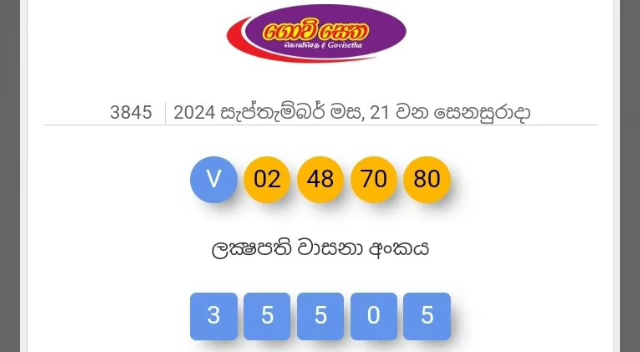 ගොවි සෙත
கொவிசெத & Govisetha
3845 2024 සැප්තැම්බර් මස, 21 වන සෙනසුරාදා
V 02 48 70 80
ලක්‍ෂපති වාසනා අංකය
3 5 5 0 5